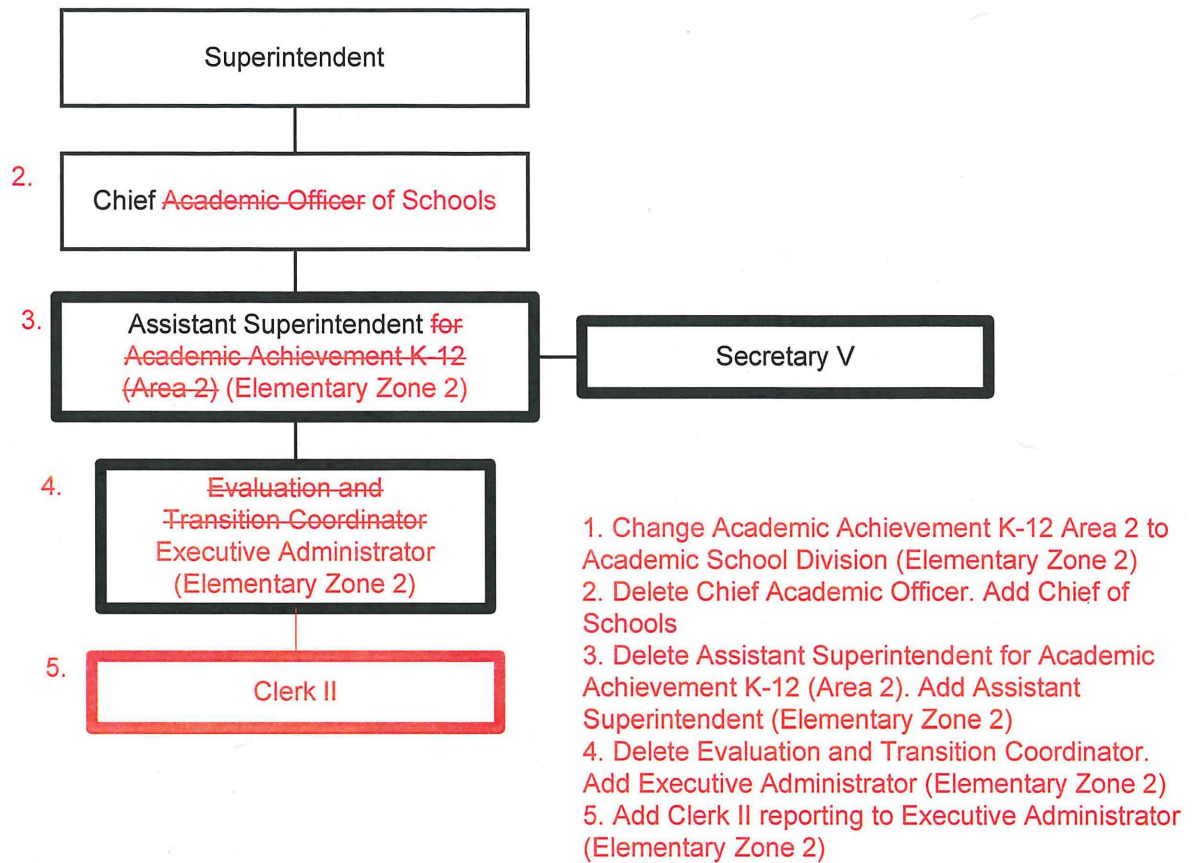 Superintendent
2.
Chief Academic Officer of Schools
3.
Assistant Superintendent for
Academic Achievement K-12
(Area 2) (Elementary Zone 2)
Secretary V
4.
Evaluation and
Transition Coordinator
Executive Administrator
(Elementary Zone 2)
5.
Clerk II
1. Change Academic Achievement K-12 Area 2 to
Academic School Division (Elementary Zone 2)
2. Delete Chief Academic Officer. Add Chief of
Schools
3. Delete Assistant Superintendent for Academic
Achievement K-12 (Area 2). Add Assistant
Superintendent (Elementary Zone 2)
4. Delete Evaluation and Transition Coordinator.
Add Executive Administrator (Elementary Zone 2)
5. Add Clerk II reporting to Executive Administrator
(Elementary Zone 2)